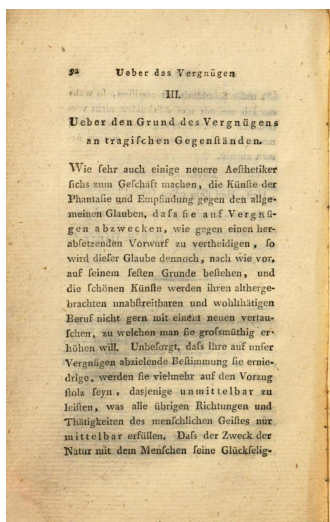 92 Ueber das Vergnügen
III.
Ueber den Grund des Vergnügens
an tragiſchen Gegenſtänden.
Wie ſehr auch einige neuere Aeſthetiker
ſichs zum Geſchäft machen, die Künſte der
Phantaſie und Empfindung gegen den allge-
meinen Glauben, daſs ſie auf Vergnü-
gen abzwecken, wie gegen einen her-
abſetzenden Vorwurf zu vertheidigen, ſo
wird dieſer Glaube dennoch, nach wie vor,
auf ſeinem feſten Grunde beſtehen, und
die ſchönen Künſte werden ihren altherge-
brachten unabſtreitbaren und wohlthätigen
Beruf nicht gern mit einem neuen vertau-
ſchen, zu welchen man ſie groſsmüthig er-
höhen will. Unbeſorgt, daſs ihre auf unſer
Vergnügen abzielende Beſtimmung ſie ernie-
drige, werden ſie vielmehr auf den Vorzug
ſtolz ſeyn, dasjenige unmittelbar zu
leiſten, was alle übrigen Richtungen und
Thätigkeiten des menſchlichen Geiſtes nur
mittelbar erfüllen. Daſs der Zweck der
Natur mit dem Menſchen ſeine Glückſelig-